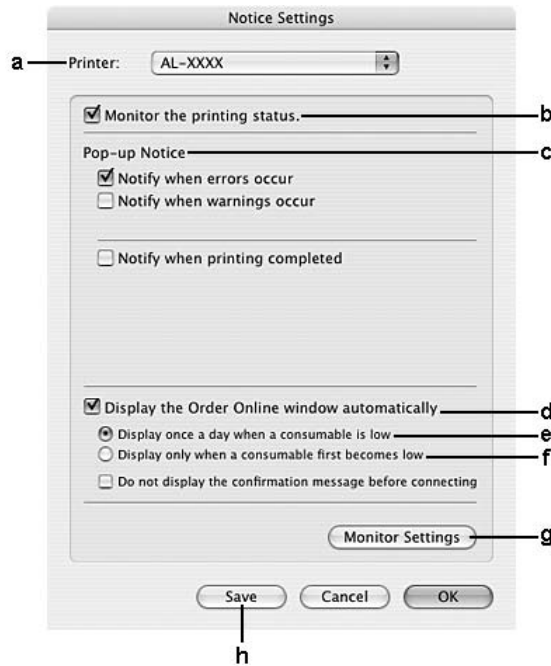 Notice Settings
a Printer: AL-XXXX
Monitor the printing status. b
Pop-up Notice c
Notify when errors occur
Notify when warnings occur
Notify when printing completed
Display the Order Online window automatically d
Display once a day when a consumable is low e
Display only when a consumable first becomes low f
Do not display the confirmation message before connecting
Monitor Settings g
Save Cancel OK
h